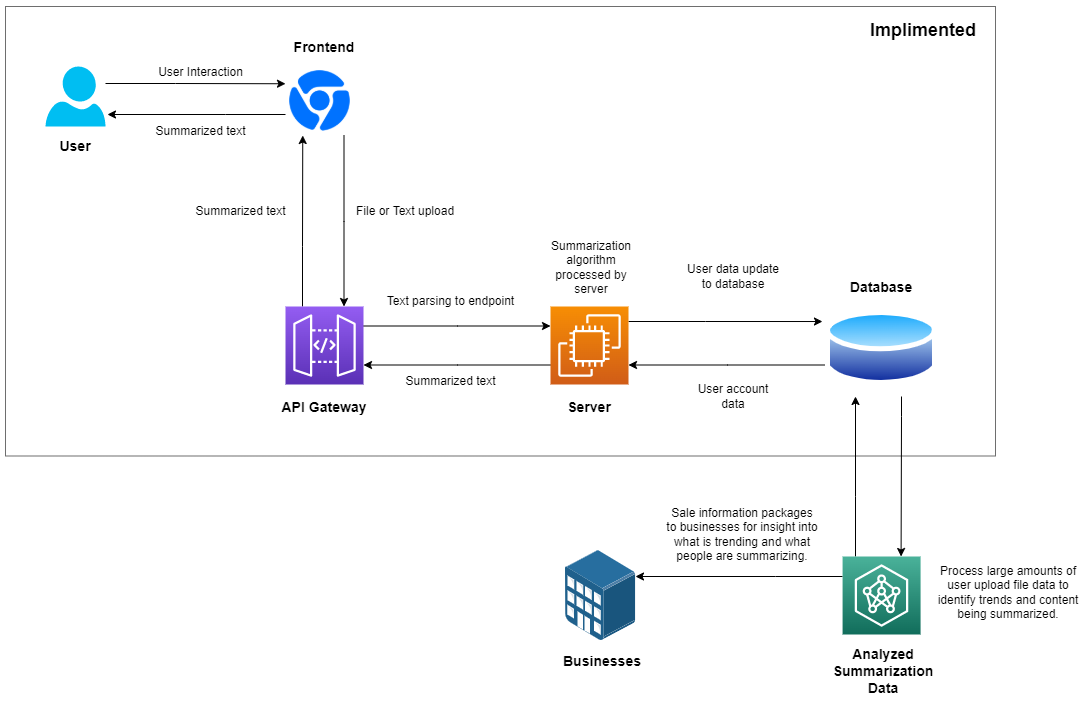 Implimented
Frontend
User Interaction
Summarized text
User
Summarized text
File or Text upload
Summarization
algorithm
processed by
server
User data update
to database
Database
Text parsing to endpoint
Summarized text
User account
data
API Gateway
Server
Sale information packages
to businesses for insight into
what is trending and what
people are summarizing.
Process large amounts of
user upload file data to
identify trends and content
being summarized.
Businesses
Analyzed
Summarization
Data